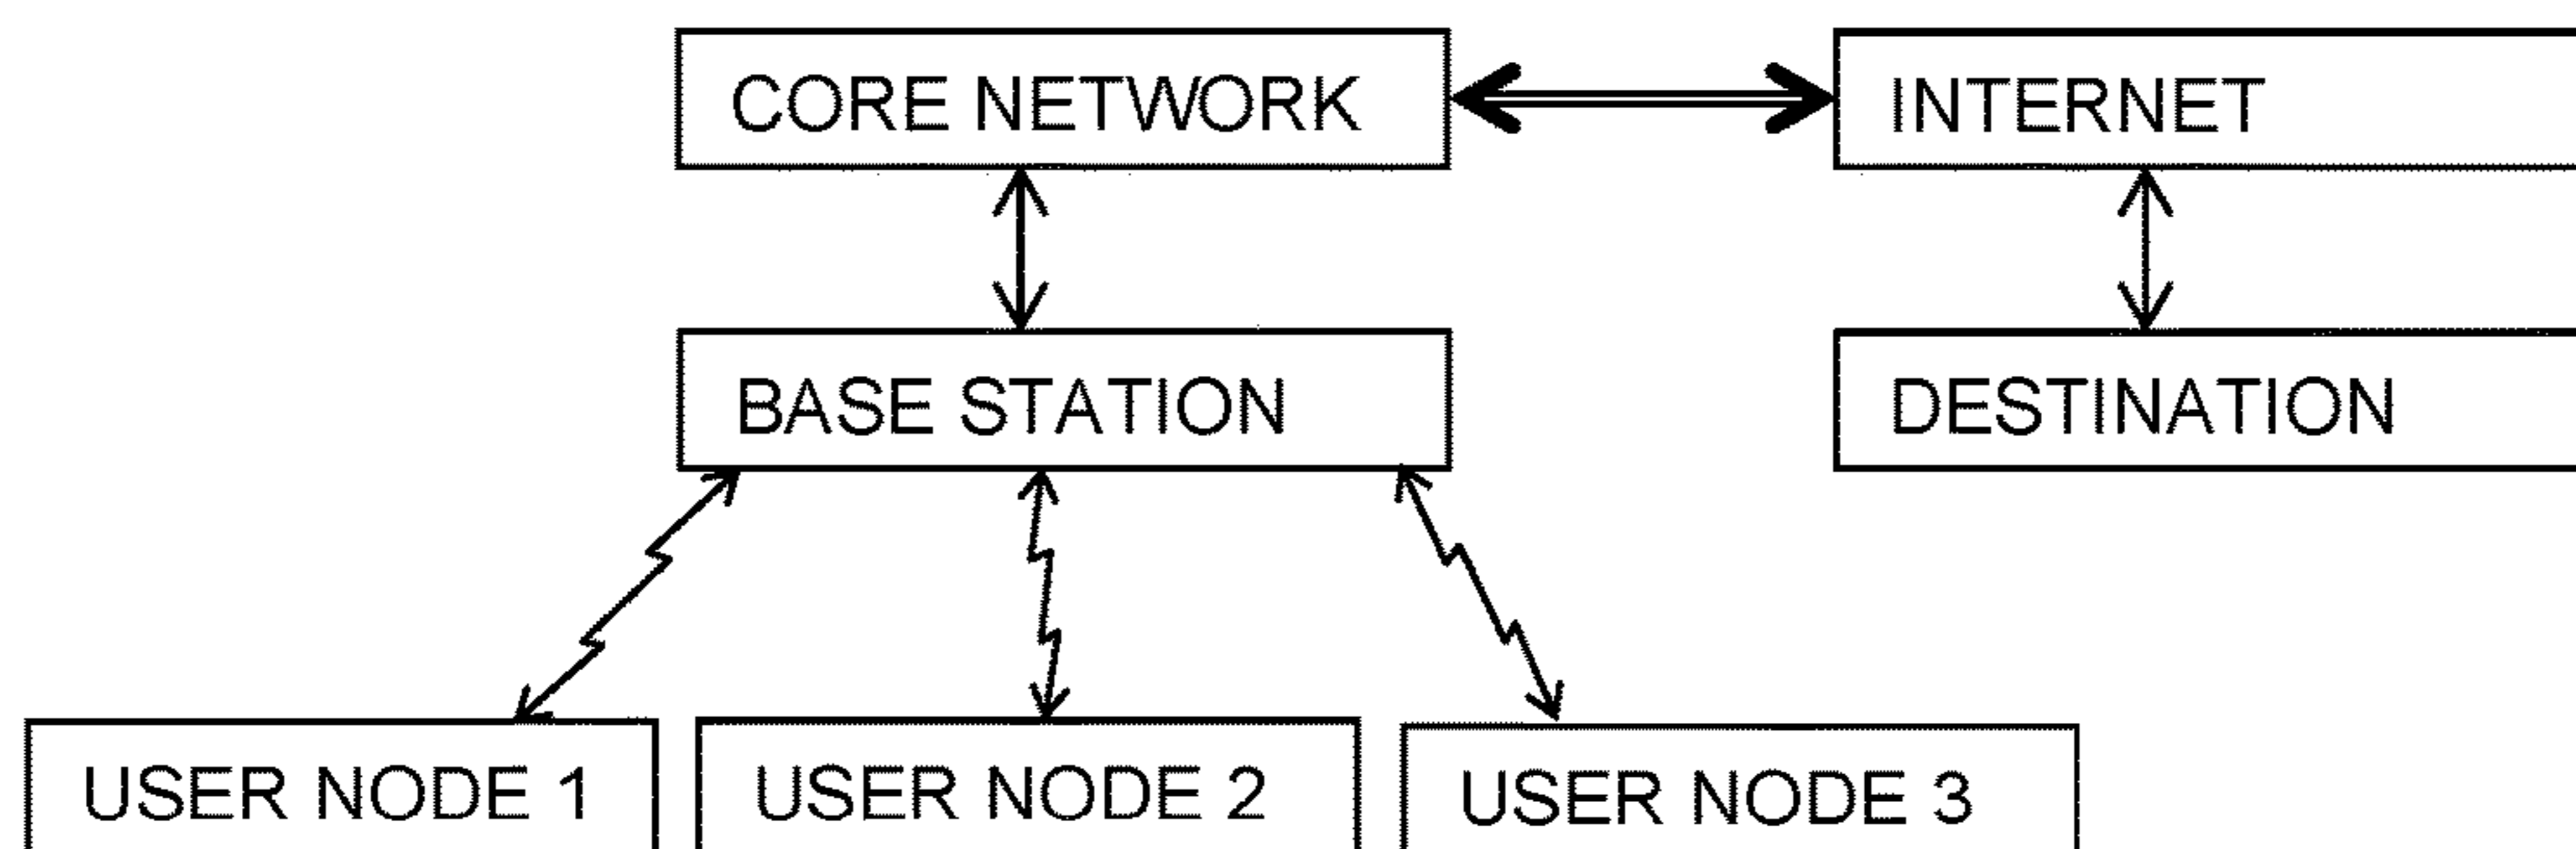 CORE NETWORK
INTERNET
BASE STATION
DESTINATION
USER NODE 1
USER NODE 2
USER NODE 3